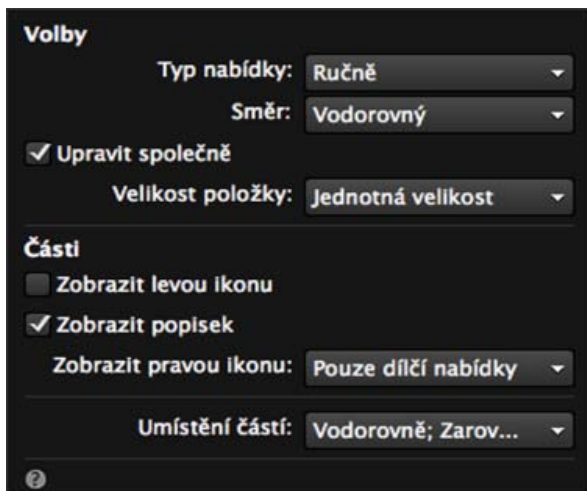 Volby
Typ nabídky: Ručně
Směr: Vodorovný
Upravit společně
Velikost položky: Jednotná velikost
Části
Zobrazit levou ikonu
Zobrazit popisek
Zobrazit pravou ikonu: Pouze dílčí nabídky
Umístění částí: Vodorovně; Zarov...
?